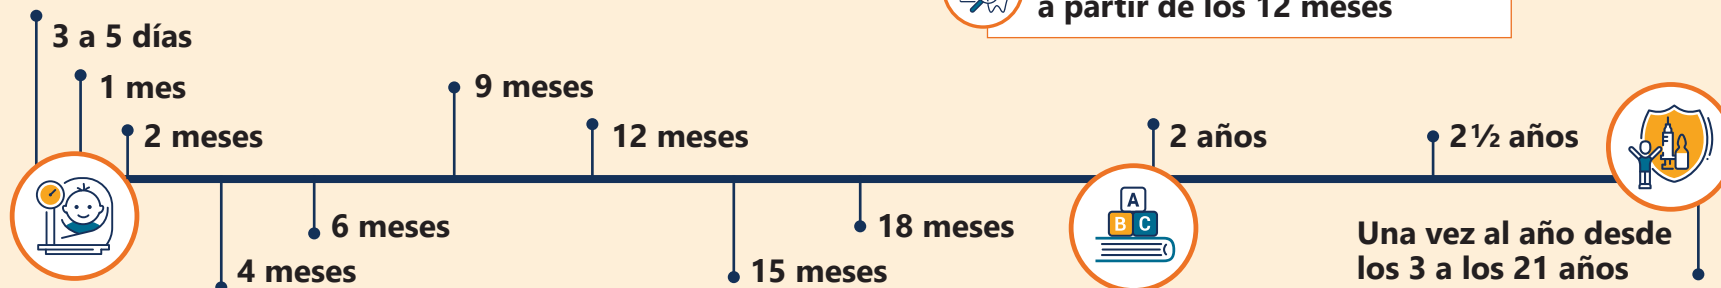 a partir de los 12 meses
3 a 5 días
1 mes
2 meses
4 meses
6 meses
9 meses
12 meses
15 meses
18 meses
A
B C
2 años
2½ años
Una vez al año desde
los 3 a los 21 años